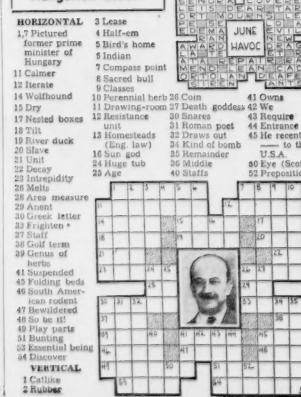 HORIZONTAL
1,7 Pictured
former prime
minister of
Hungary
11 Calmer
12 Iterate
14 Wolfhound
15 Dry
17 Nested boxes
18 Tilt
19 River duck
20 Slave
21 Unit
22 Decay
23 Intrepidity
26 Melts
28 Area measure
29 Anent
30 Greek letter
33 Frighten
37 Staff
38 Golf term
39 Genus of
herbs
41 Suspended
45 Folding beds
46 South Amer-
ican rodent
47 Bewildered
48 So be it!
49 Play parts
51 Bunting
53 Essential being
54 Discover
VERTICAL
1 Catlike
2 Rubber
3 Lease
4 Half-em
5 Bird's home
6 Indian
7 Compass point
8 Sacred bull
9 Classes
10 Perennial herb
11 Drawing-room
12 Resistance
unit
13 Homesteads
(Eng. law)
16 Sun god
24 Huge tub
25 Age
26 Coin
27 Death goddess
30 Snares
31 Roman poet
32 Draws out
34 Kind of bomb
35 Remainder
36 Middle
40 Staffs
41 Owns
42 We
43 Require
44 Entrance
45 He recent
— to th
U.S.A.
50 Eye (Scot
52 Prepositio
JUNE
HAVOC